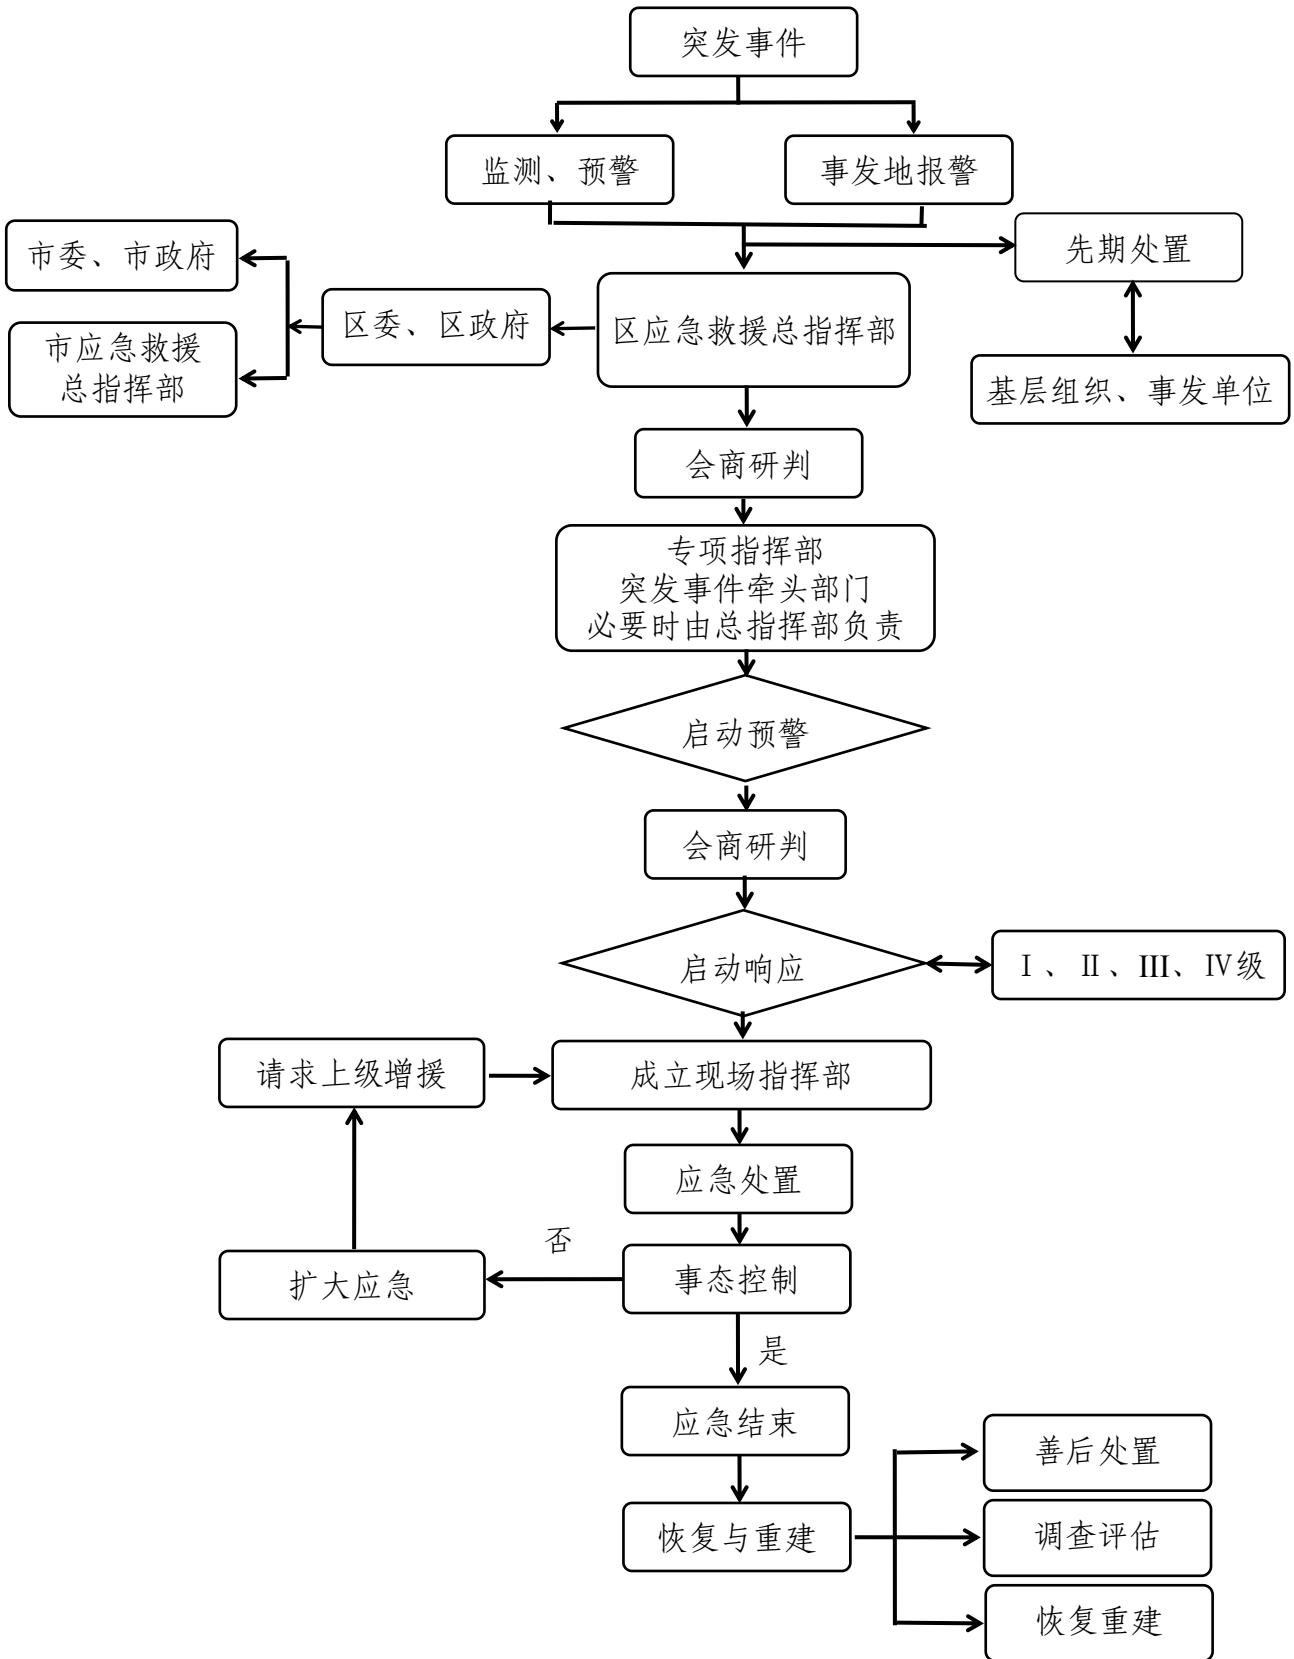 突发事件
监测、预警
事发地报警
先期处置
市委、市政府
区委、区政府
区应急救援总指挥部
市应急救援
总指挥部
基层组织、事发单位
会商研判
专项指挥部
突发事件牵头部门
必要时由总指挥部负责
启动预警
会商研判
启动响应
Ⅰ、Ⅱ、III、Ⅳ级
请求上级增援
成立现场指挥部
应急处置
否
扩大应急
事态控制
是
应急结束
善后处置
恢复与重建
调查评估
恢复重建